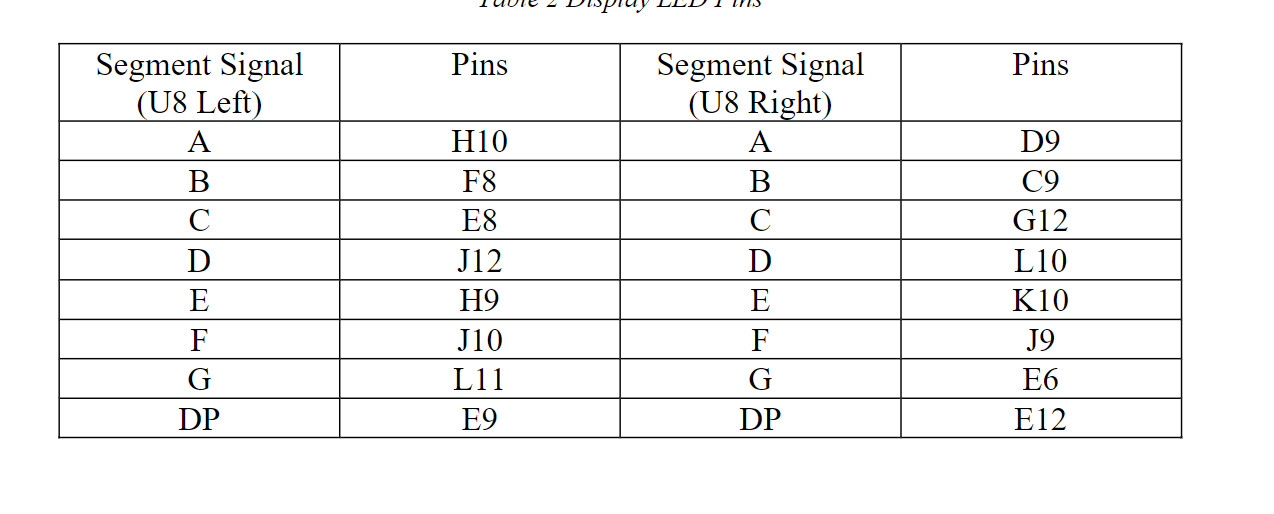 Table 2 Display LED Pins
Segment Signal (U8 Left) Pins Segment Signal (U8 Right) Pins
A H10 A D9
B F8 B C9
C E8 C G12
D J12 D L10
E H9 E K10
F J10 F J9
G L11 G E6
DP E9 DP E12